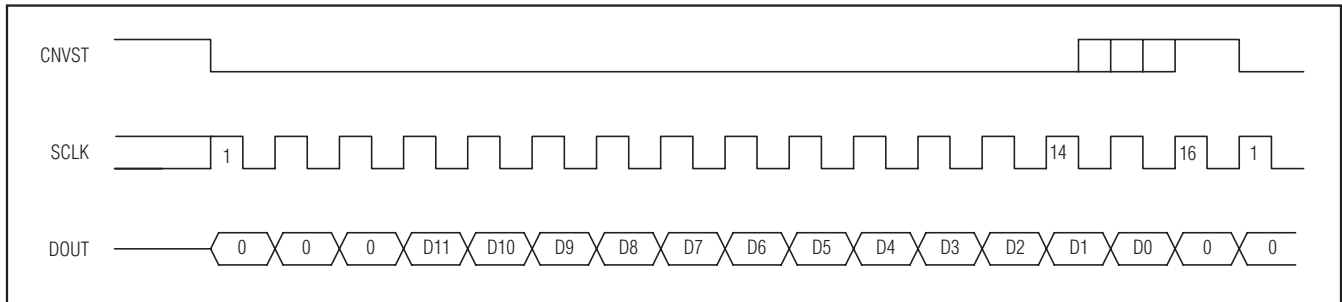 CNVST
SCLK 1 14 16 1
DOUT 0 0 0 D11 D10 D9 D8 D7 D6 D5 D4 D3 D2 D1 D0 0 0